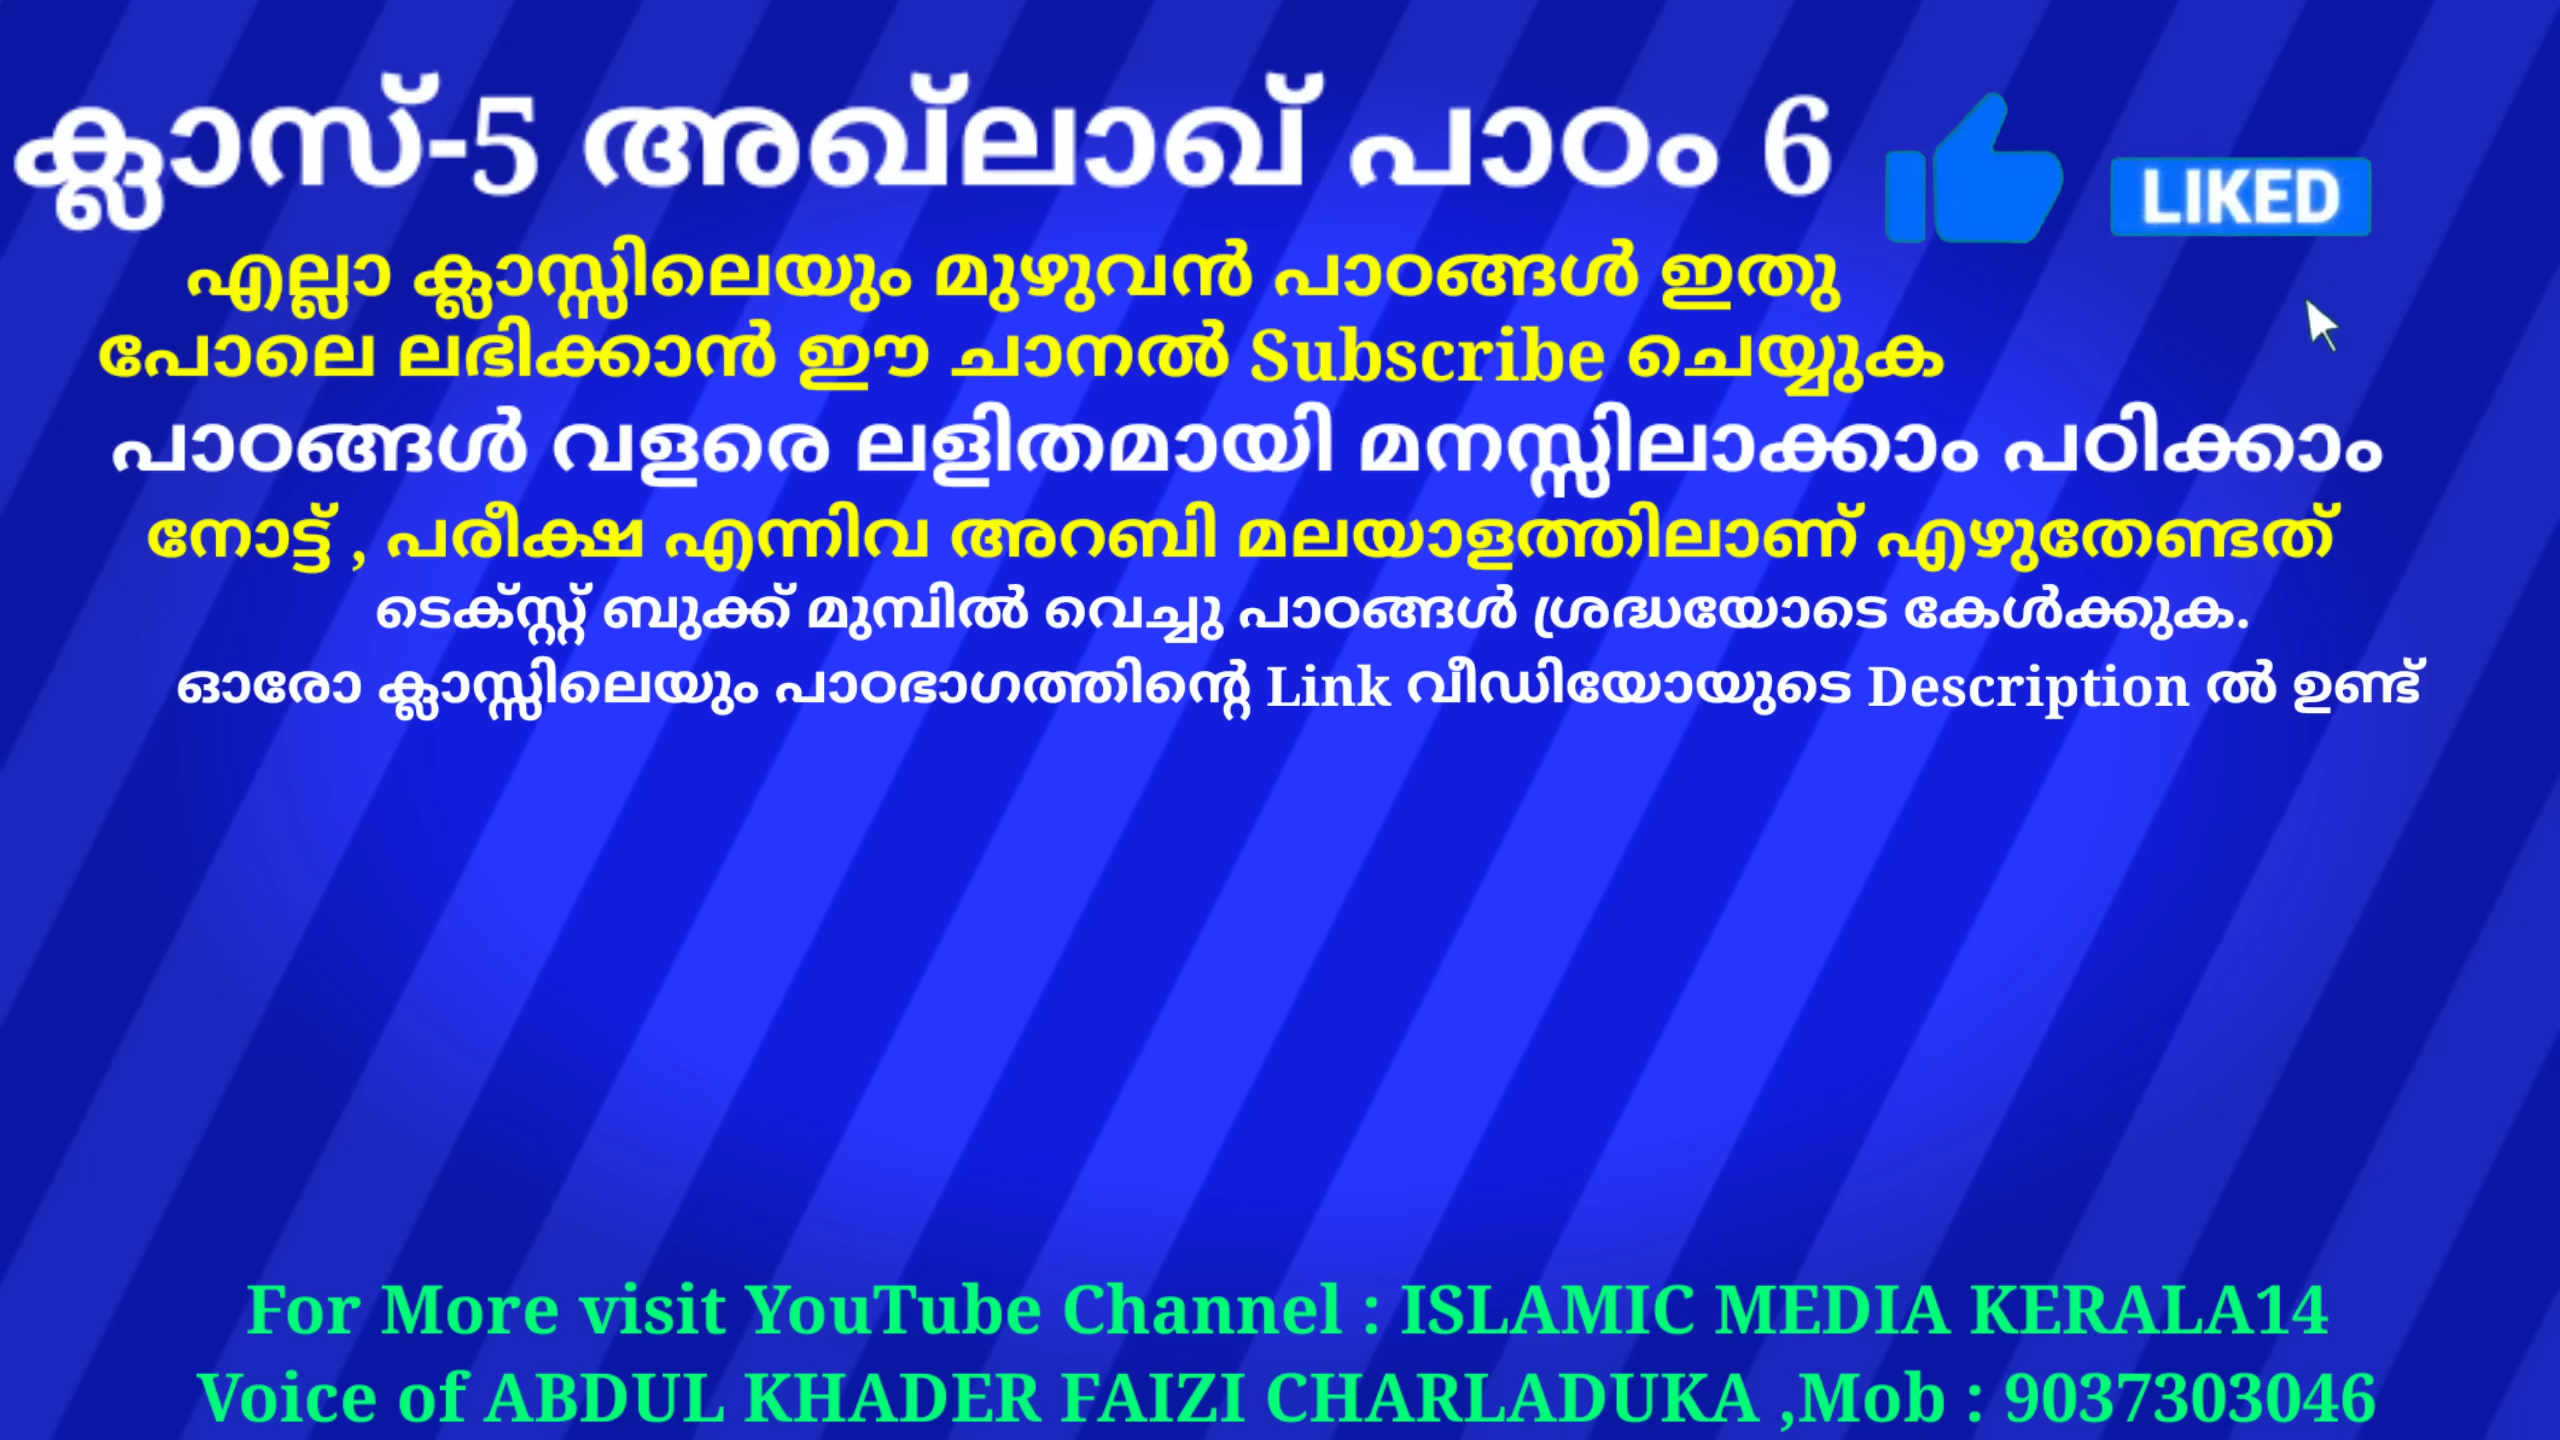 ക്ലാസ്-5 അഖ്ലാഖ് പാഠം 6
LIKED
എല്ലാ ക്ലാസ്സിലെയും മുഴുവൻ പാഠങ്ങൾ ഇതു
പോലെ ലഭിക്കാൻ ഈ ചാനൽ Subscribe ചെയ്യുക
പാഠങ്ങൾ വളരെ ലളിതമായി മനസ്സിലാക്കാം പഠിക്കാം
നോട്ട് , പരീക്ഷ എന്നിവ അറബി മലയാളത്തിലാണ് എഴുതേണ്ടത്
ടെക്സ്റ്റ് ബുക്ക് മുമ്പിൽ വെച്ചു പാഠങ്ങൾ ശ്രദ്ധയോടെ കേൾക്കുക.
ഓരോ ക്ലാസ്സിലെയും പാഠഭാഗത്തിന്റെ Link വീഡിയോയുടെ Description ൽ ഉണ്ട്
For More visit YouTube Channel : ISLAMIC MEDIA KERALA14
Voice of ABDUL KHADER FAIZI CHARLADUKA ,Mob : 9037303046